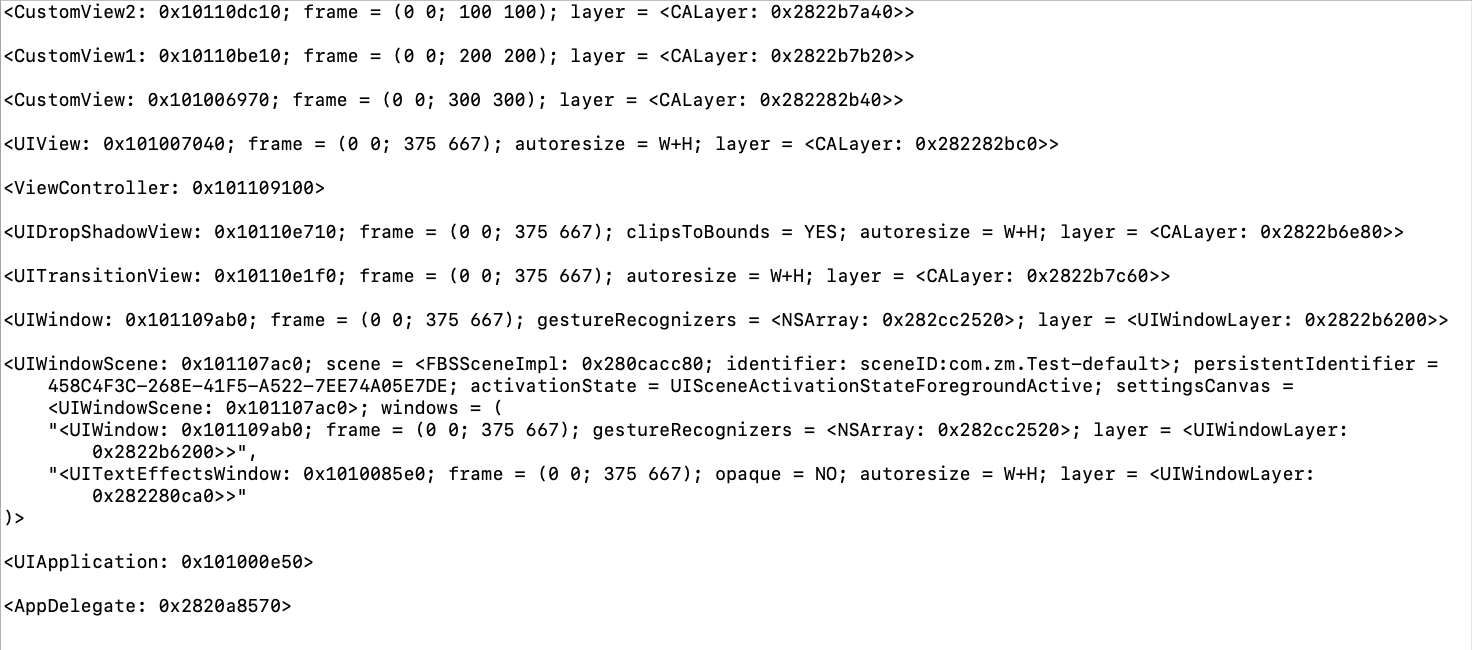 <CustomView2: 0x10110dc10; frame = (0 0; 100 100); layer = <CALayer: 0x2822b7a40>>
<CustomView1: 0x10110be10; frame = (0 0; 200 200); layer = <CALayer: 0x2822b7b20>>
<CustomView: 0x101006970; frame = (0 0; 300 300); layer = <CALayer: 0x282282b40>>
<UIView: 0x101007040; frame = (0 0; 375 667); autoresize = W+H; layer = <CALayer: 0x282282bc0>>
<ViewController: 0x101109100>
<UIDropShadowView: 0x10110e710; frame = (0 0; 375 667); clipsToBounds = YES; autoresize = W+H; layer = <CALayer: 0x2822b6e80>>
<UITransitionView: 0x10110e1f0; frame = (0 0; 375 667); autoresize = W+H; layer = <CALayer: 0x2822b7c60>>
<UIWindow: 0x101109ab0; frame = (0 0; 375 667); gestureRecognizers = <NSArray: 0x282cc2520>; layer = <UIWindowLayer: 0x2822b6200>>
<UIWindowScene: 0x101107ac0; scene = <FBSSceneImpl: 0x280cacc80; identifier: sceneID:com.zm.Test-default>; persistentIdentifier =
458C4F3C-268E-41F5-A522-7EE74A05E7DE; activationState = UISceneActivationStateForegroundActive; settingsCanvas =
<UIWindowScene: 0x101107ac0>; windows = (
"<UIWindow: 0x101109ab0; frame = (0 0; 375 667); gestureRecognizers = <NSArray: 0x282cc2520>; layer = <UIWindowLayer:
0x2822b6200>>",
"<UITextEffectsWindow: 0x1010085e0; frame = (0 0; 375 667); opaque = NO; autoresize = W+H; layer = <UIWindowLayer:
0x282280ca0>>"
)>
<UIApplication: 0x101000e50>
<AppDelegate: 0x2820a8570>